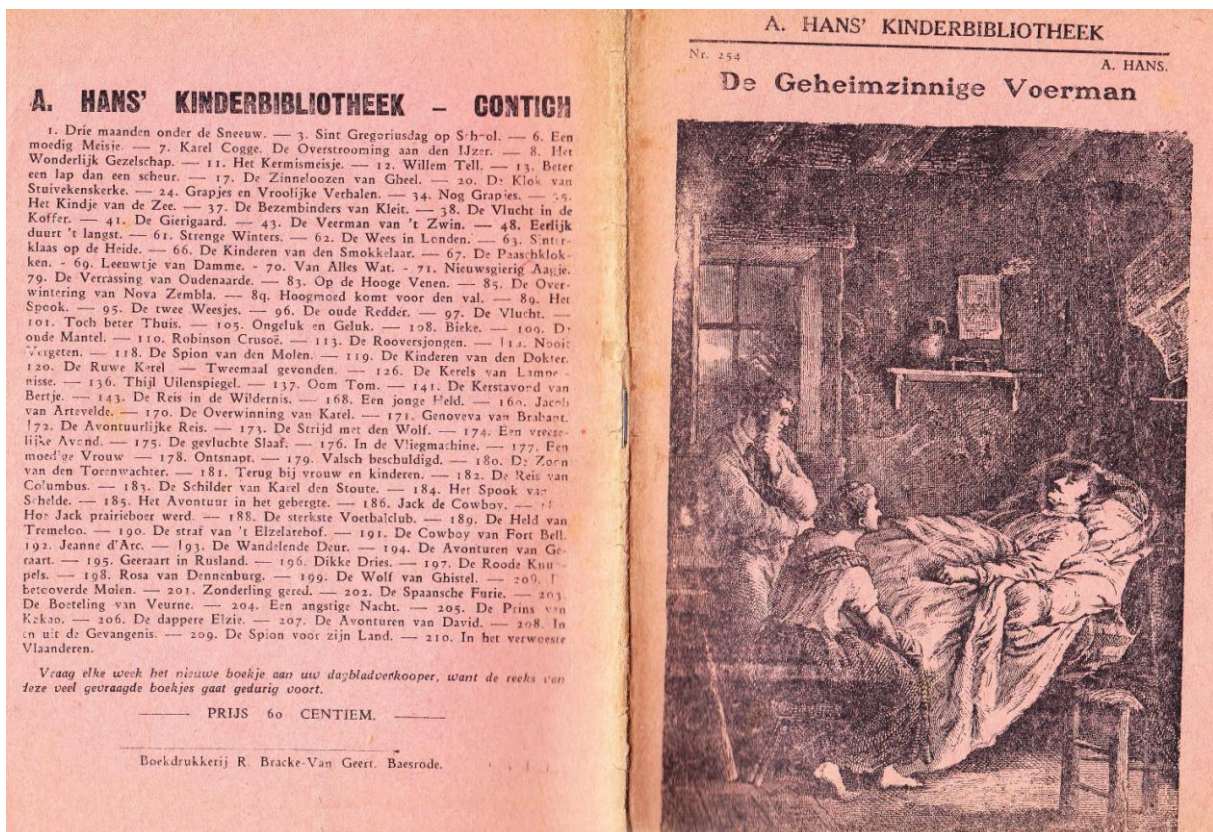 A. HANS' KINDERBIBLIOTHEEK – CONTICH
1. Drie maanden onder de Sneeuw. — 3. Sint Gregoriusdag op School. — 6. Een
moedig Meisje. — 7. Karel Cogge. De Overstrooming aan den IJzer. — 8. Het
Wonderlijk Gezelschap. — 11. Het Kermismeisje. — 12. Willem Tell. — 13. Beter
een lap dan een scheur. — 17. De Zinneloozen van Gheel. — 20. De Klok van
Stuivekenskerke. — 24. Grapjes en Vroolijke Verhalen. — 34. Nog Grapjes. —
Het Kindje van de Zee. — 37. De Bezembinders van Kleit. — 38. De Vlucht in de
Koffer. — 41. De Gierigaard. — 43. De Veerman van 't Zwin. — 48. Eerlijk
duurt 't langst. — 61. Strenge Winters. — 62. De Wees in Londen. — 63. Sinter-
klaas op de Heide. — 66. De Kinderen van den Smokkelaar. — 67. De Paaschklok-
ken. - 69. Leeuwtje van Damme. - 70. Van Alles Wat. - 71. Nieuwsgierig Aagje.
79. De Verrassing van Oudenaarde. — 83. Op de Hooge Venen. — 85. De Over-
wintering van Nova Zembla. — 8q. Hoogmoed komt voor den val. — 89. Het
Spook. — 95. De twee Weesjes. — 96. De oude Redder. — 97. De Vlucht. —
101. Toch beter Thuis. — 105. Ongeluk en Geluk. — 108. Bieke. — 109. De
oude Mantel. — 110. Robinson Crusoë. — 113. De Rooversjongen. — 114. Nooit
Vergeten. — 118. De Spion van den Molen. — 119. De Kinderen van den Dokter.
120. De Ruwe Kerel — Tweemaal gevonden. — 126. De Kerels van Lamme-
nisse. — 136. Thijl Uilenspiegel. — 137. Oom Tom. — 141. De Kerstavond van
Bertje. — 143. De Reis in de Wildernis. — 168. Een jonge Held. — 160. Jacob
van Artevelde. — 170. De Overwinning van Karel. — 171. Genoveva van Brabant.
172. De Avontuurlijke Reis. — 173. De Strijd met den Wolf. — 174. Een vreese-
lijke Avond. — 175. De gevluchte Slaaf. — 176. In de Vliegmachine. — 177. Een
moedige Vrouw — 178. Ontsnapt. — 179. Valsch beschuldigd. — 180. De Zoon
van den Torenwachter. — 181. Terug bij vrouw en kinderen. — 182. De Reis van
Columbus. — 183. De Schilder van Karel den Stoute. — 184. Het Spook van
Schelde. — 185. Het Avontuur in het gebergte. — 186. Jack de Cowboy. —
Hoe Jack prairieboer werd. — 188. De sterkste Voetbalclub. — 189. De Held van
Tremeloo. — 190. De straf van 't Elzelarehof. — 191. De Cowboy van Fort Bell.
192. Jeanne d'Arc. — 193. De Wandelende Deur. — 194. De Avonturen van Ge-
raart. — 195. Geeraart in Rusland. — 196. Dikke Dries. — 197. De Roode Knup-
pels. — 198. Rosa van Dennenburg. — 199. De Wolf van Ghistel. —
betooverde Molen. — 201. Zonderling gered. — 202. De Spaansche Furie. — 203.
De Boeteling van Veurne. — 204. Een angstige Nacht. — 205. De Prins van
Kakao. — 206. De dappere Elzie. — 207. De Avonturen van David. — 208. In
en uit de Gevangenis. — 209. De Spion voor zijn Land. — 210. In het verwoeste
Vlaanderen.
Vraag elke week het nieuwe boekje aan uw dagbladverkooper, want de reeks van
deze veel gevraagde boekjes gaat gedurig voort.
PRIJS 60 CENTIEM.
Boekdrukkerij R. Bracke-Van Geert. Baesrode.
A. HANS' KINDERBIBLIOTHEEK
Nr. 254
A. HANS.
De Geheimzinnige Voerman